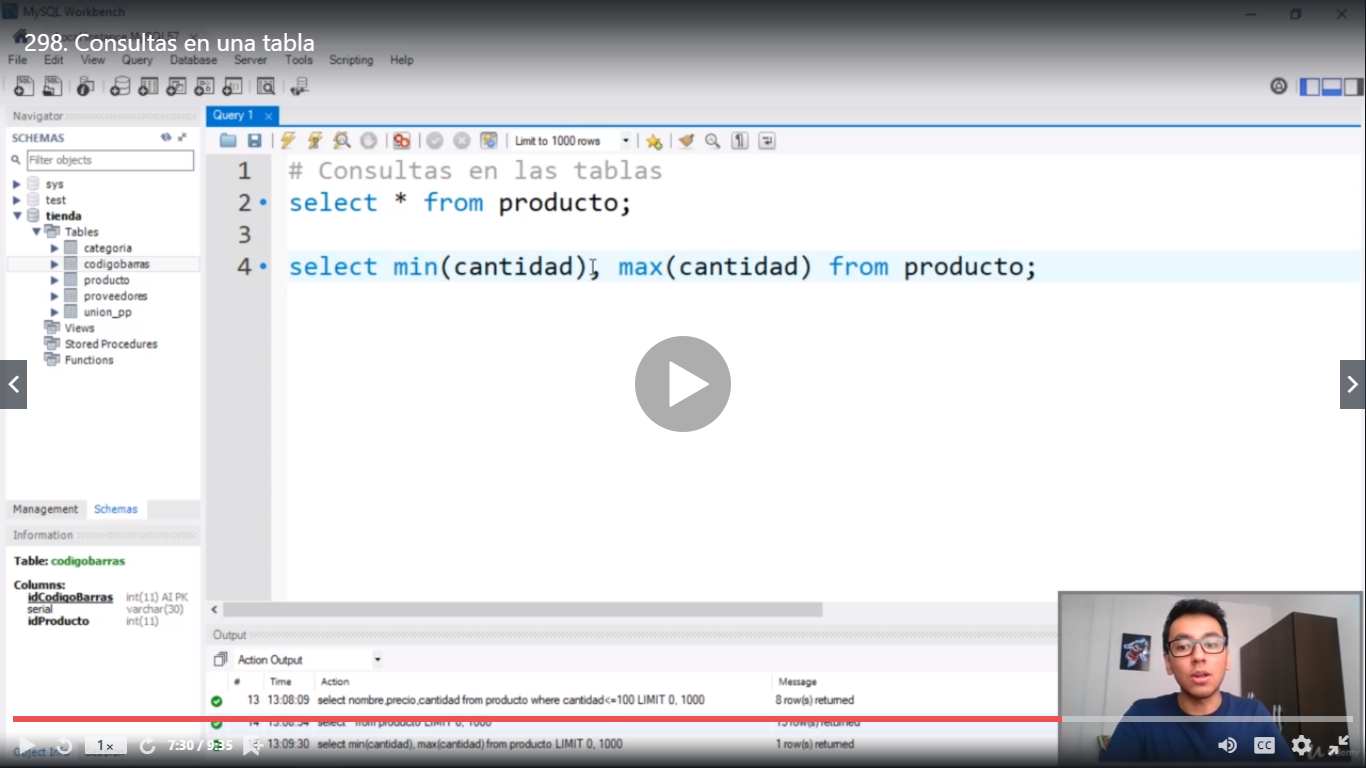 MySQL Workbench
298. Consultas en una tabla
File Edit View Query Database Server Tools Scripting Help
Navigator
SCHEMAS
Filter objects
sys
test
tienda
Tables
categoria
codigobarras
producto
proveedores
union_pp
Views
Stored Procedures
Functions
Management Schemas
Information
Table: codigobarras
Columns:
idCodigoBarras int(11) AI PK
serial varchar(30)
idProducto int(11)
Query 1
Limit to 1000 rows
1 # Consultas en las tablas
2 select * from producto;
3
4 select min(cantidad), max(cantidad) from producto;
Output
Action Output
# Time Action Message
13 13:08:09 select nombre,precio,cantidad from producto where cantidad<=100 LIMIT 0, 1000 8 row(s) returned
14 13:08:54 select * from producto LIMIT 0, 1000 15 row(s) returned
13:09:30 select min(cantidad), max(cantidad) from producto LIMIT 0, 1000 1 row(s) returned
1x 7:30 / 9:35
CC